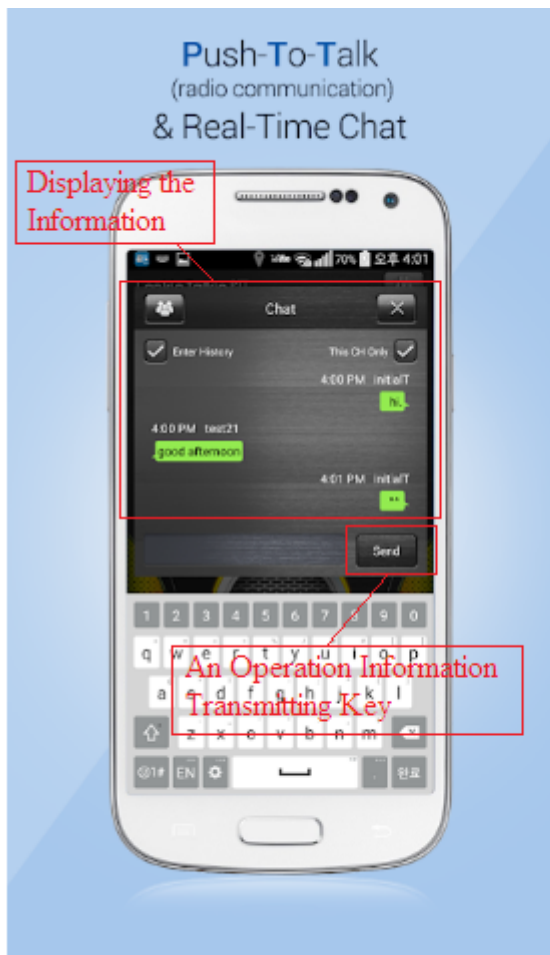 Push-To-Talk
(radio communication)
& Real-Time Chat
Displaying the
Information
70% 오후 4:01
Chat
Enter History
This CH Only
4:00 PM initialT
hi.
4:00 PM test21
good afternoon
4:01 PM initialT
^^
Send
1 2 3 4 5 6 7 8 9 0
q w e r t y u i o p
An Operation Information
a s d f g h j k l
Transmitting Key
z x c v b n m
@1# EN . 완료